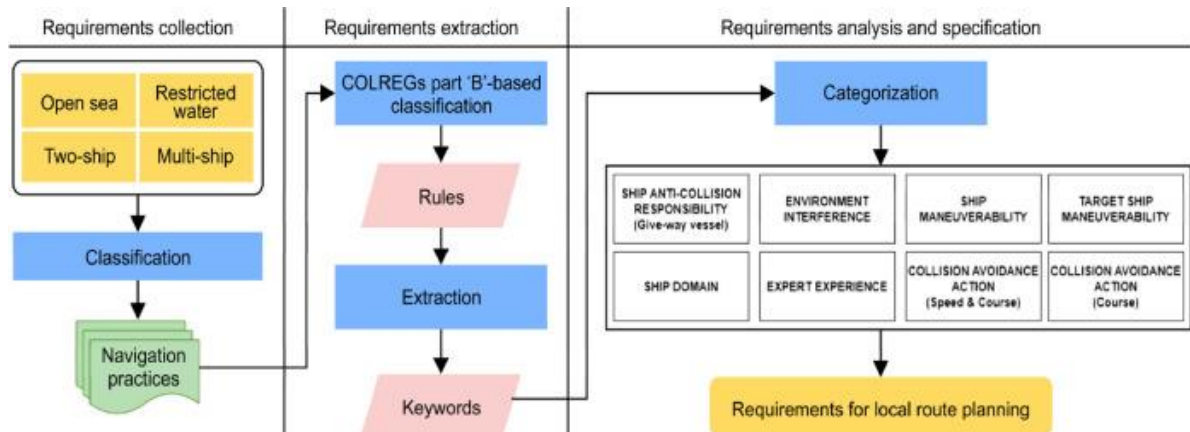 Requirements collection
Requirements extraction
Requirements analysis and specification
Open sea
Restricted
water
Two-ship
Multi-ship
Classification
Navigation
practices
COLREGs part 'B'-based
classification
Rules
Extraction
Keywords
Categorization
SHIP ANTI-COLLISION
RESPONSIBILITY
(Give-way vessel)
ENVIRONMENT
INTERFERENCE
SHIP
MANEUVERABILITY
TARGET SHIP
MANEUVERABILITY
SHIP DOMAIN
EXPERT EXPERIENCE
COLLISION AVOIDANCE
ACTION
(Speed & Course)
COLLISION AVOIDANCE
ACTION
(Course)
Requirements for local route planning